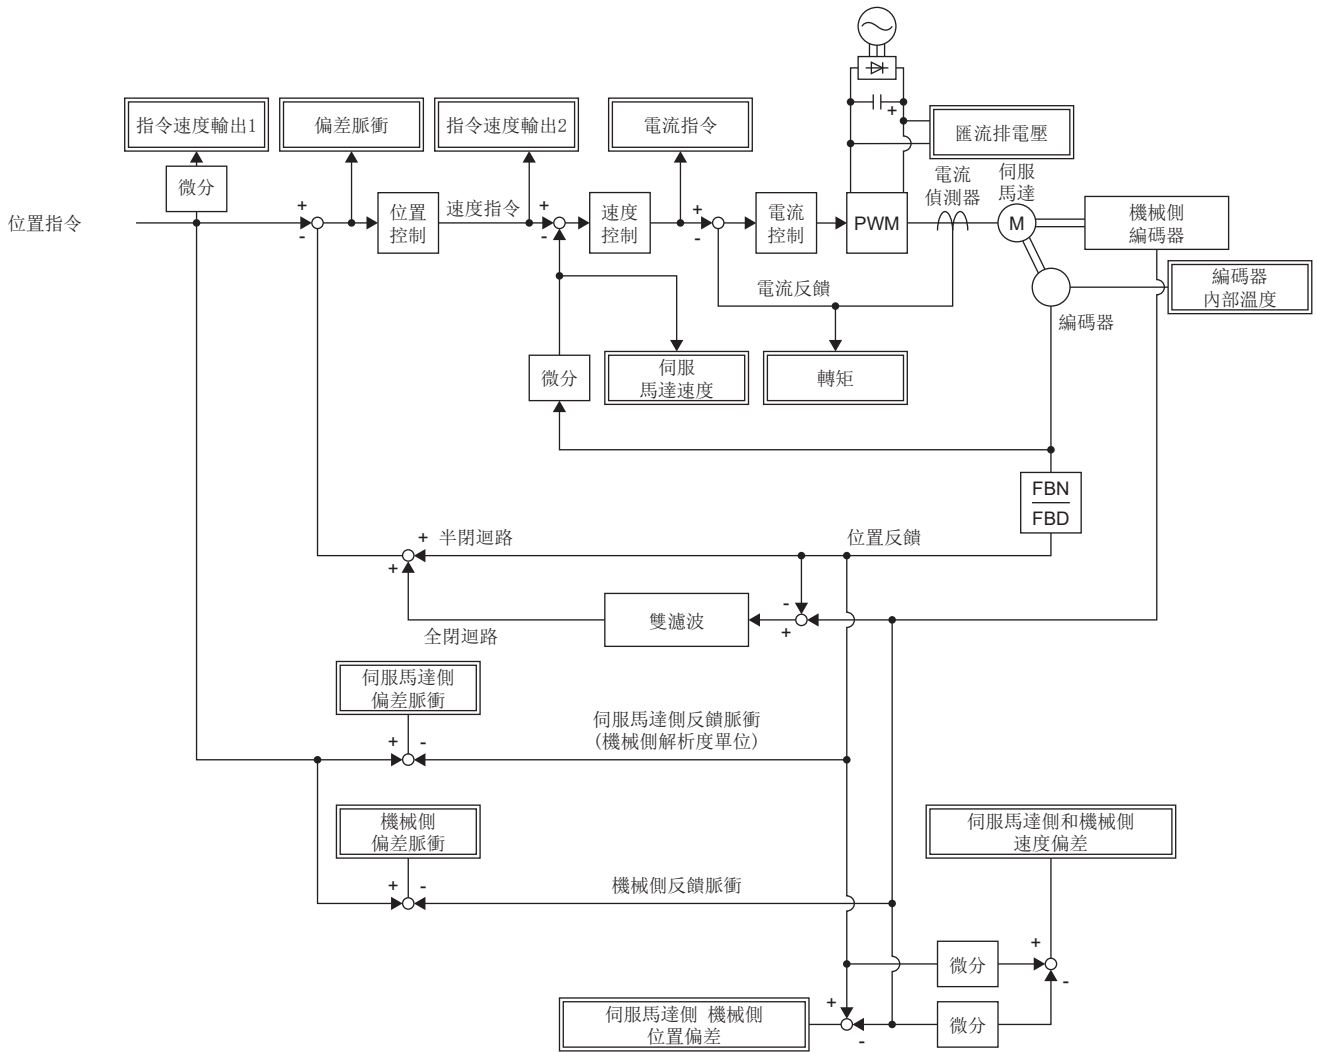 指令速度輸出1
偏差脈衝
指令速度輸出2
電流指令
+
匯流排電壓
微分
電流
偵測器
伺服
馬達
位置指令
+
-
位置
控制
速度指令
+
-
速度
控制
+
-
電流
控制
PWM
M
機械側
編碼器
編碼器
內部溫度
電流反饋
編碼器
微分
伺服
馬達速度
轉矩
FBN
FBD
+ 半閉迴路
位置反饋
+
-
+
雙濾波
全閉迴路
伺服馬達側
偏差脈衝
+
-
伺服馬達側反饋脈衝
(機械側解析度單位)
機械側
偏差脈衝
+
-
機械側反饋脈衝
伺服馬達側和機械側
速度偏差
微分
+
-
伺服馬達側 機械側
位置偏差
+
-
微分